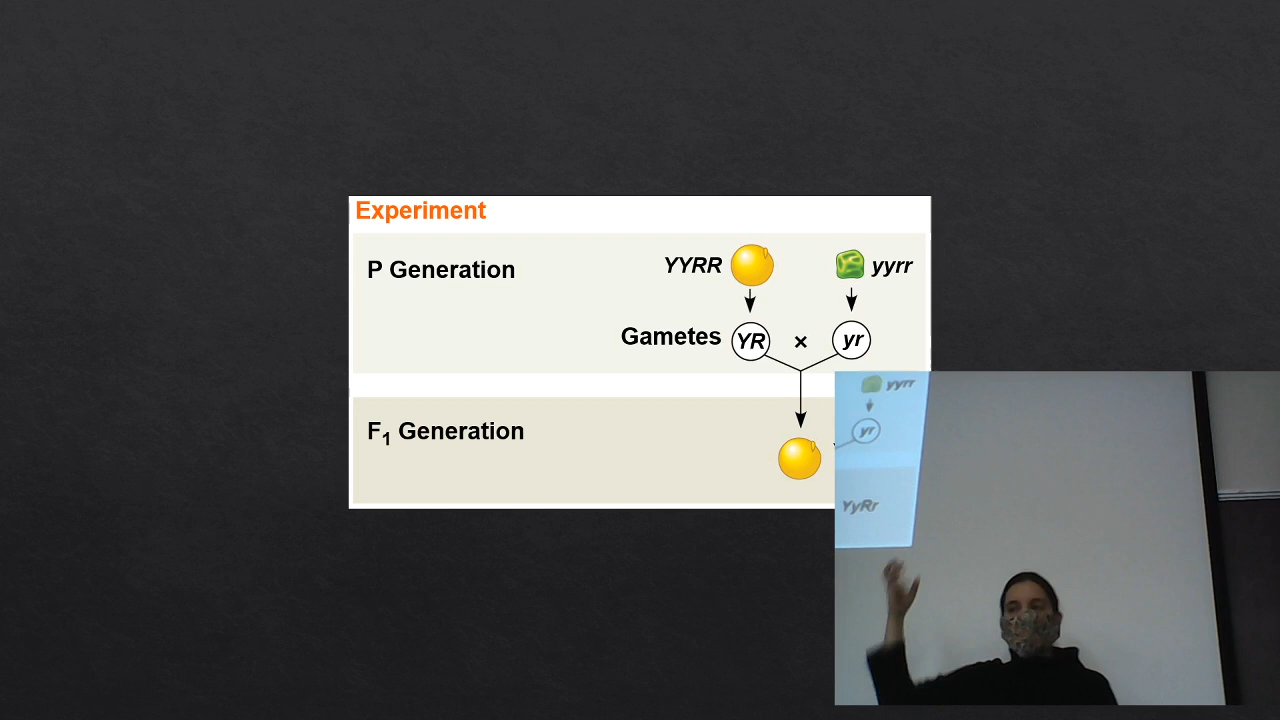 Experiment
P Generation YYRR yyrr
Gametes YR × yr
F1 Generation
yyrr
yr
YyRr